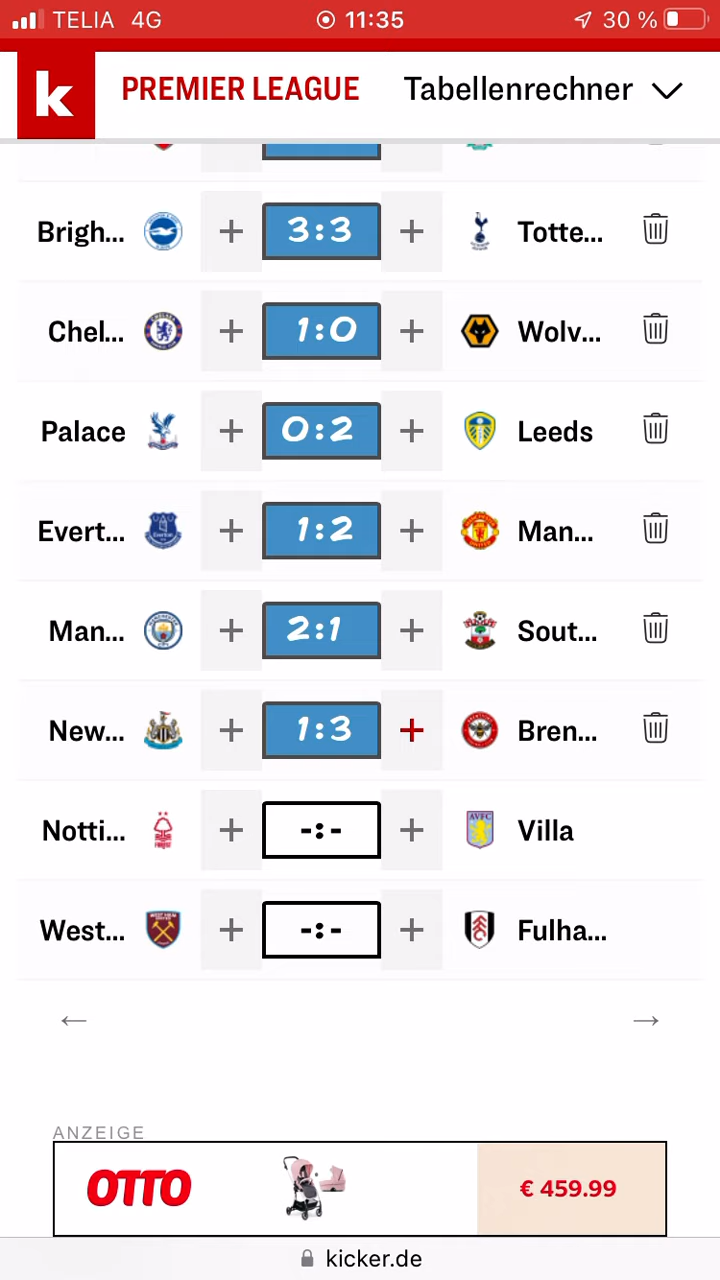 TELIA 4G 11:35 30 %
k PREMIER LEAGUE Tabellenrechner
Brigh... + 3:3 + Totte...
Chel... + 1:0 + Wolv...
Palace + 0:2 + Leeds
Evert... + 1:2 + Man...
Man... + 2:1 + Sout...
New... + 1:3 + Bren...
Notti... + -:- + AVFC Villa
West... + -:- + Fulha...
← →
ANZEIGE
OTTO € 459.99
kicker.de